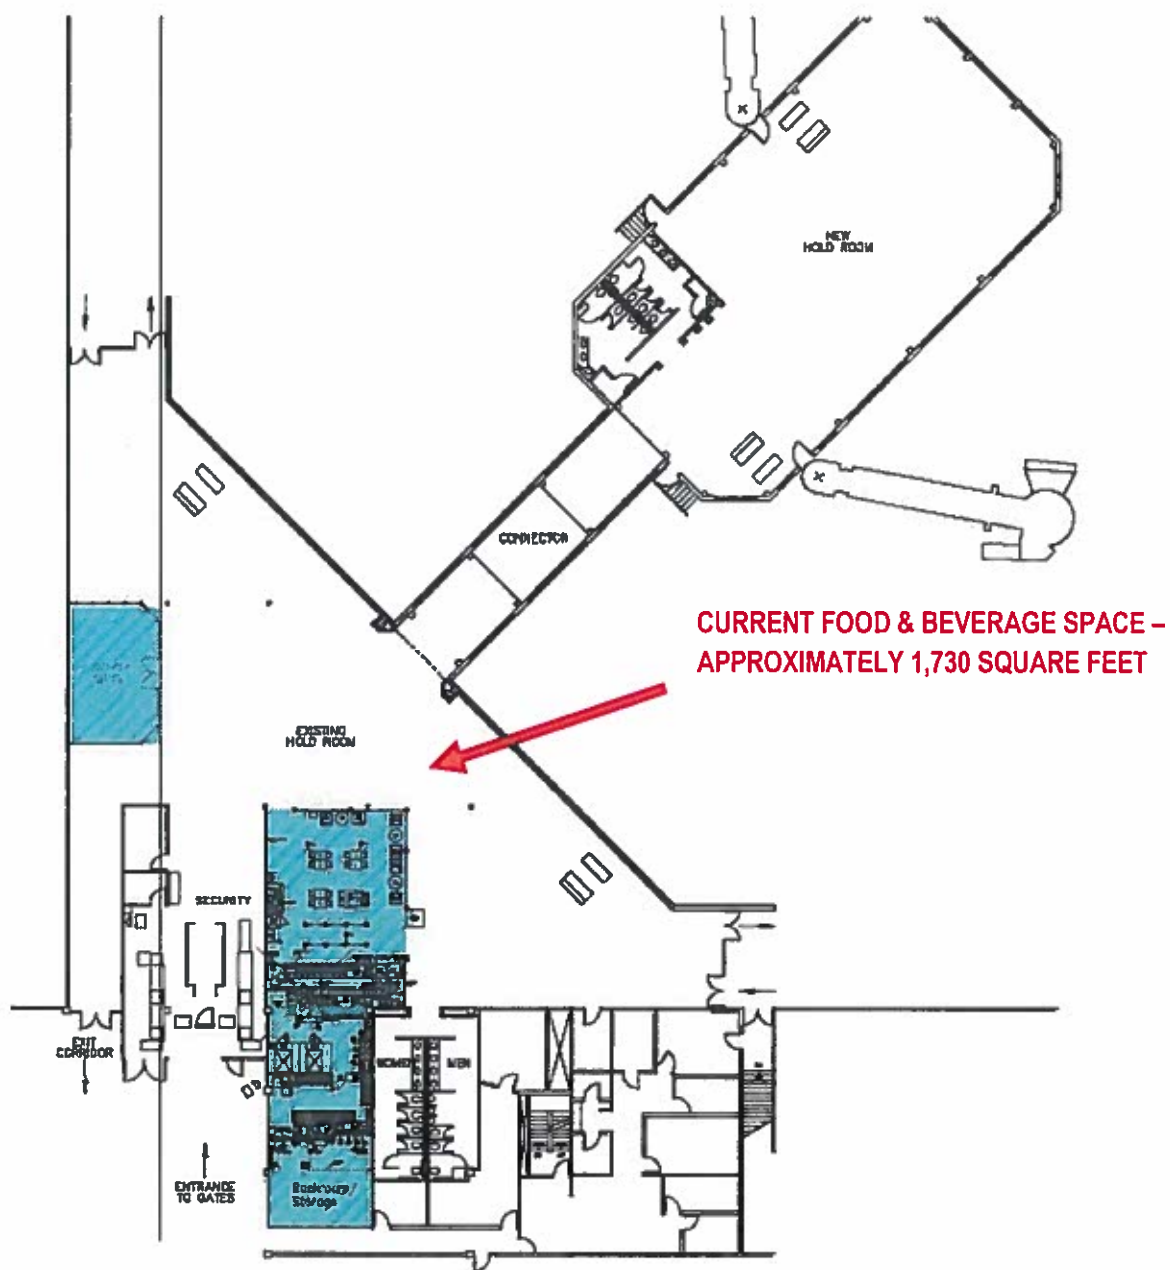 NEW
HOLD ROOM
CONNECTOR
CURRENT FOOD & BEVERAGE SPACE –
APPROXIMATELY 1,730 SQUARE FEET
EXISTING
HOLD ROOM
SECURITY
EXIT
CORRIDOR
WOMEN
MEN
ENTRANCE
TO GATES
Backroom/
Storage